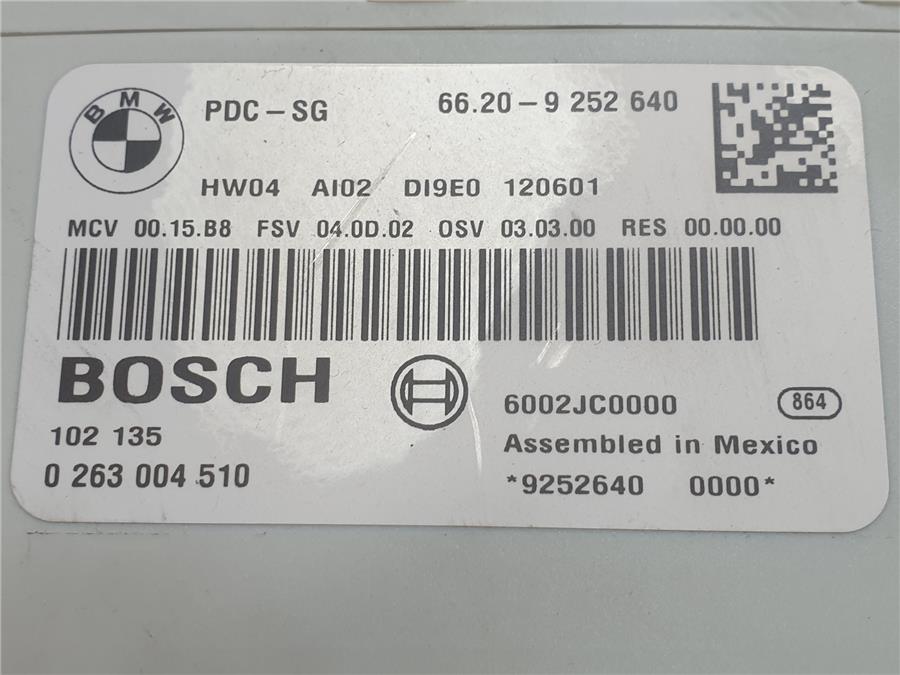 BMW
PDC-SG 66.20-9 252 640
HW04 AI02 DI9E0 120601
MCV 00.15.B8 FSV 04.0D.02 OSV 03.03.00 RES 00.00.00
BOSCH
6002JC0000 864
102 135 Assembled in Mexico
0 263 004 510 *9252640 0000*